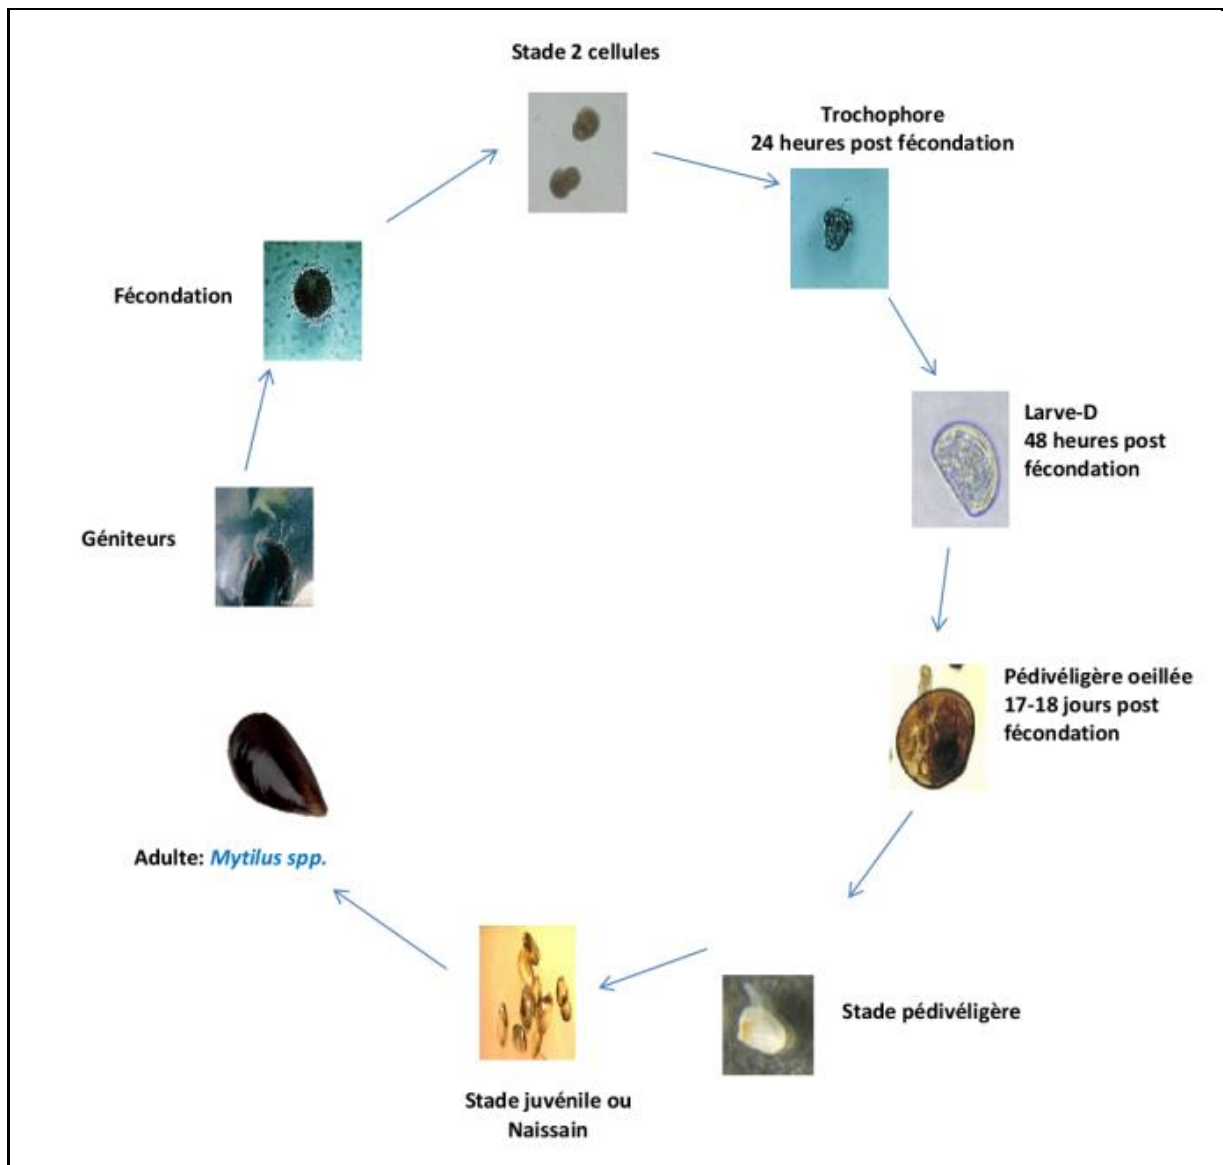 Stade 2 cellules
Trochophore
24 heures post fécondation
Fécondation
Larve-D
48 heures post
fécondation
Géniteurs
Pédivéligère oeillée
17-18 jours post
fécondation
Adulte: Mytilus spp.
Stade pédivéligère
Stade juvénile ou
Naissain